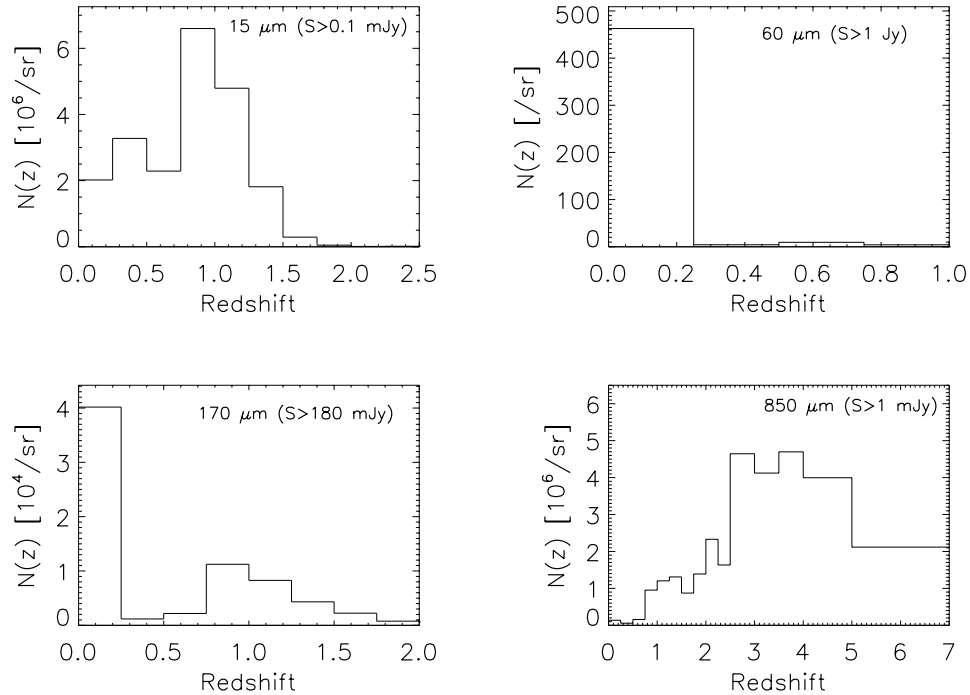 15 μm (S>0.1 mJy)
N(z) [10⁶/sr]
6
4
2
0
0.0 0.5 1.0 1.5 2.0 2.5
Redshift
60 μm (S>1 Jy)
N(z) [/sr]
500
400
300
200
100
0
0.0 0.2 0.4 0.6 0.8 1.0
Redshift
170 μm (S>180 mJy)
N(z) [10⁴/sr]
4
3
2
1
0
0.0 0.5 1.0 1.5 2.0
Redshift
850 μm (S>1 mJy)
N(z) [10⁶/sr]
6
5
4
3
2
1
0
0 1 2 3 4 5 6 7
Redshift